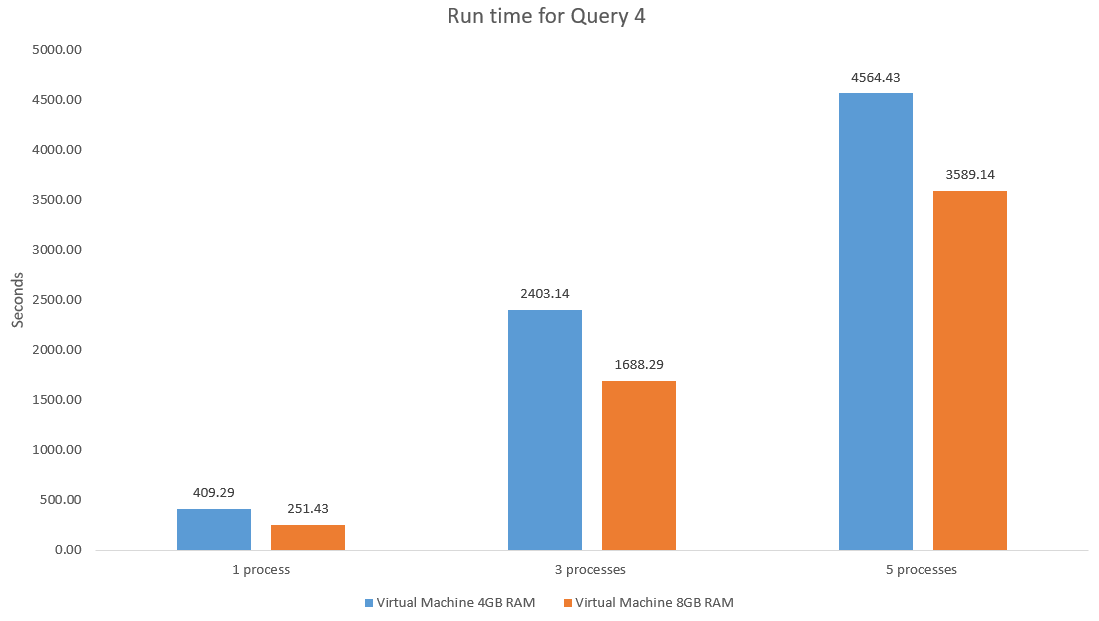 Run time for Query 4
5000.00
4500.00
4000.00
3500.00
3000.00
2500.00
2000.00
1500.00
1000.00
500.00
0.00
Seconds
409.29
251.43
2403.14
1688.29
4564.43
3589.14
1 process
3 processes
5 processes
Virtual Machine 4GB RAM
Virtual Machine 8GB RAM